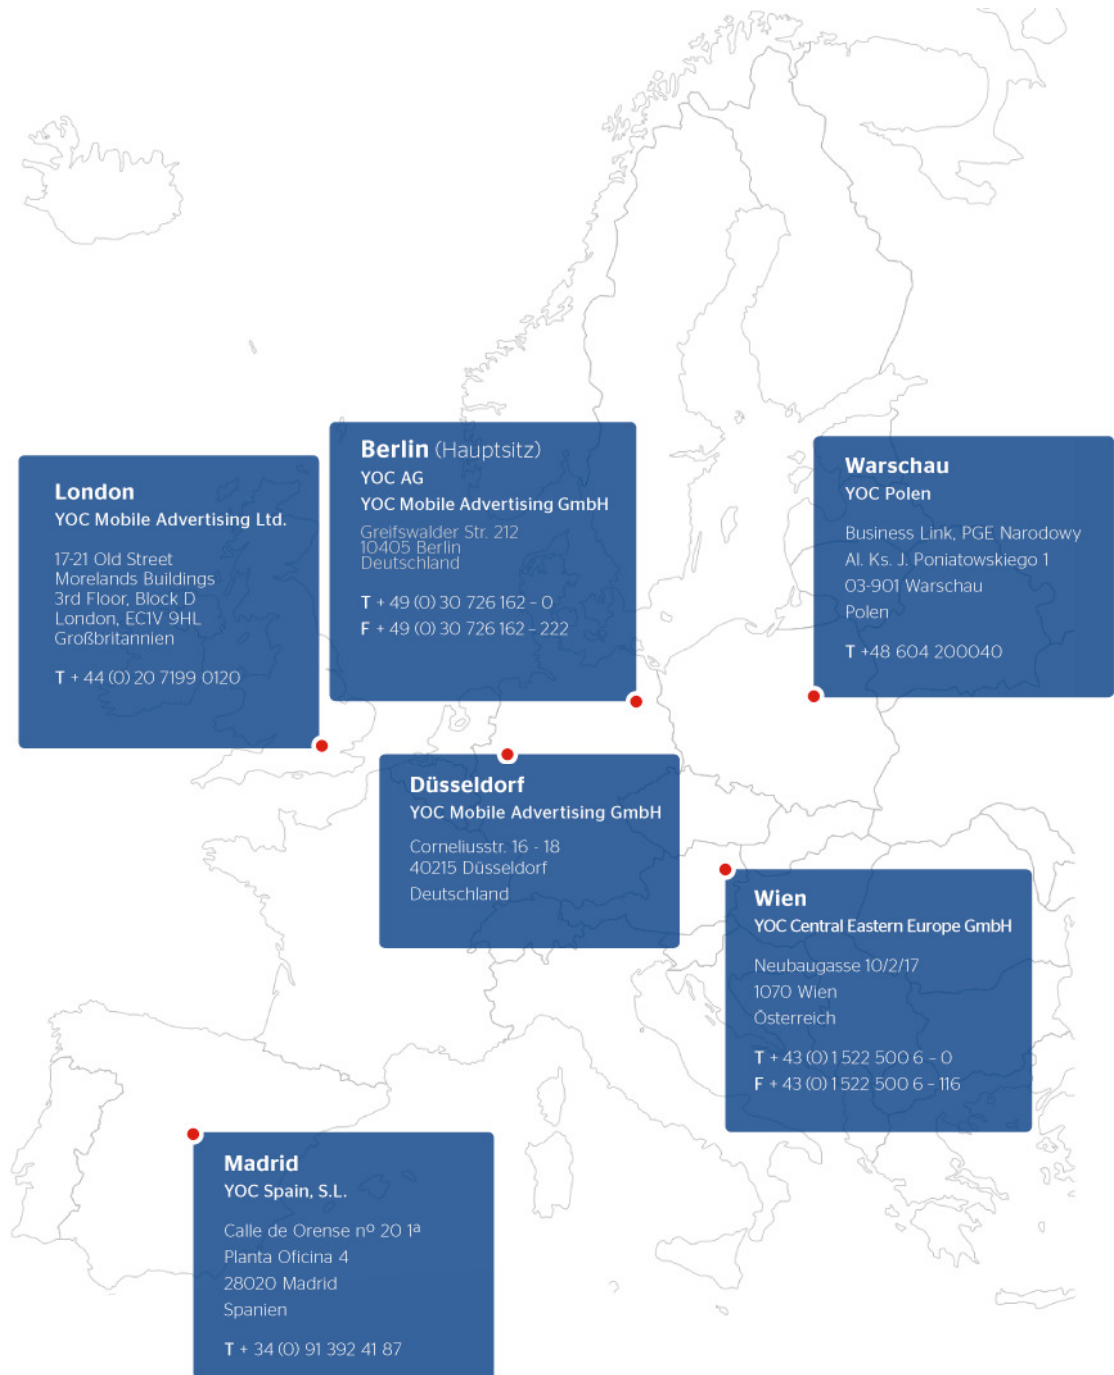 London
YOC Mobile Advertising Ltd.
17-21 Old Street
Morelands Buildings
3rd Floor, Block D
London, EC1V 9HL
Großbritannien
T + 44 (0) 20 7199 0120
Berlin (Hauptsitz)
YOC AG
YOC Mobile Advertising GmbH
Greifswalder Str. 212
10405 Berlin
Deutschland
T + 49 (0) 30 726 162 – 0
F + 49 (0) 30 726 162 – 222
Warschau
YOC Polen
Business Link, PGE Narodowy
Al. Ks. J. Poniatowskiego 1
03-901 Warschau
Polen
T +48 604 200040
Düsseldorf
YOC Mobile Advertising GmbH
Corneliusstr. 16 - 18
40215 Düsseldorf
Deutschland
Wien
YOC Central Eastern Europe GmbH
Neubaugasse 10/2/17
1070 Wien
Österreich
T + 43 (0) 1 522 500 6 – 0
F + 43 (0) 1 522 500 6 – 116
Madrid
YOC Spain, S.L.
Calle de Orense nº 20 1ª
Planta Oficina 4
28020 Madrid
Spanien
T + 34 (0) 91 392 41 87